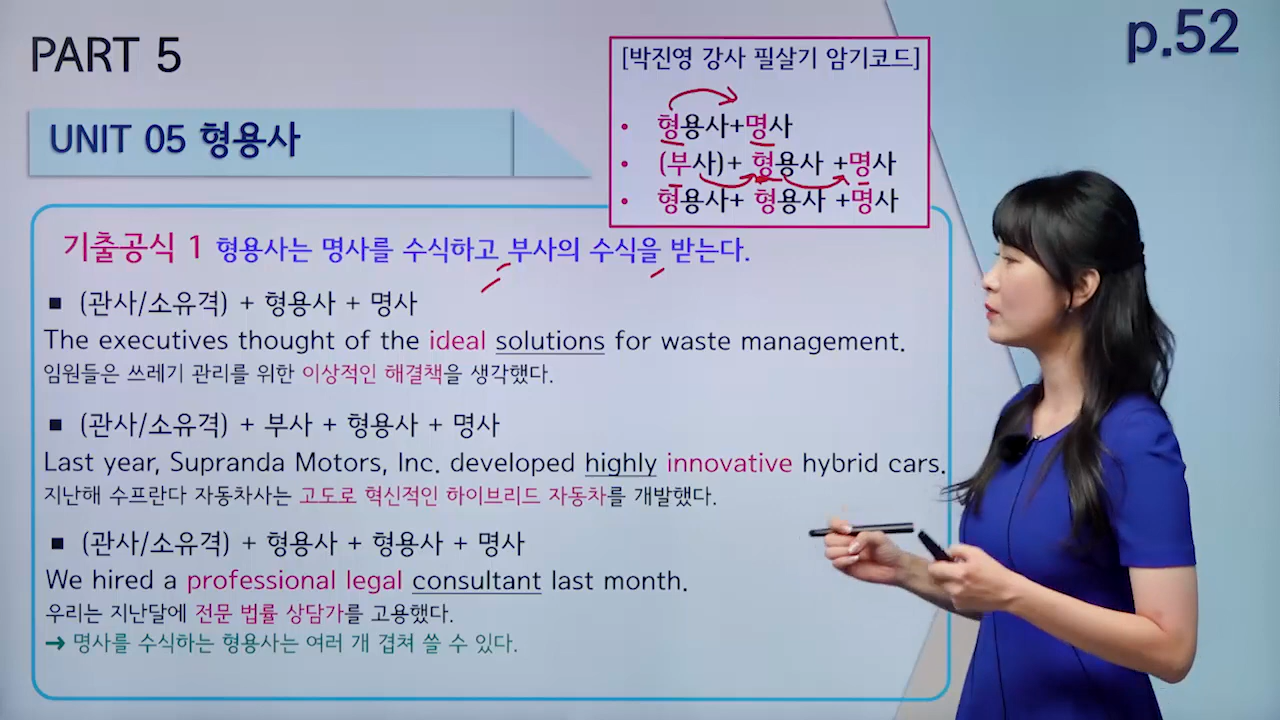 PART 5
p.52
[박진영 강사 필살기 암기코드]
• 형용사+명사
• (부사)+ 형용사 +명사
• 형용사+ 형용사 +명사
UNIT 05 형용사
기출공식 1 형용사는 명사를 수식하고 부사의 수식을 받는다.
■ (관사/소유격) + 형용사 + 명사
The executives thought of the ideal solutions for waste management.
임원들은 쓰레기 관리를 위한 이상적인 해결책을 생각했다.
■ (관사/소유격) + 부사 + 형용사 + 명사
Last year, Supranda Motors, Inc. developed highly innovative hybrid cars.
지난해 수프란다 자동차사는 고도로 혁신적인 하이브리드 자동차를 개발했다.
■ (관사/소유격) + 형용사 + 형용사 + 명사
We hired a professional legal consultant last month.
우리는 지난달에 전문 법률 상담가를 고용했다.
→ 명사를 수식하는 형용사는 여러 개 겹쳐 쓸 수 있다.